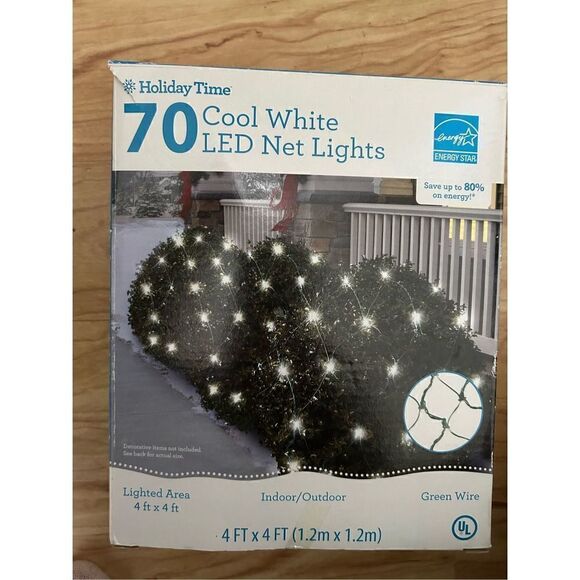 Holiday Time
70 Cool White
LED Net Lights
energy
ENERGY STAR
Save up to 80%
on energy!*
Decorative items not included.
See back for actual size.
Lighted Area
4 ft x 4 ft
Indoor/Outdoor
Green Wire
4 FT x 4 FT (1.2m x 1.2m)
UL